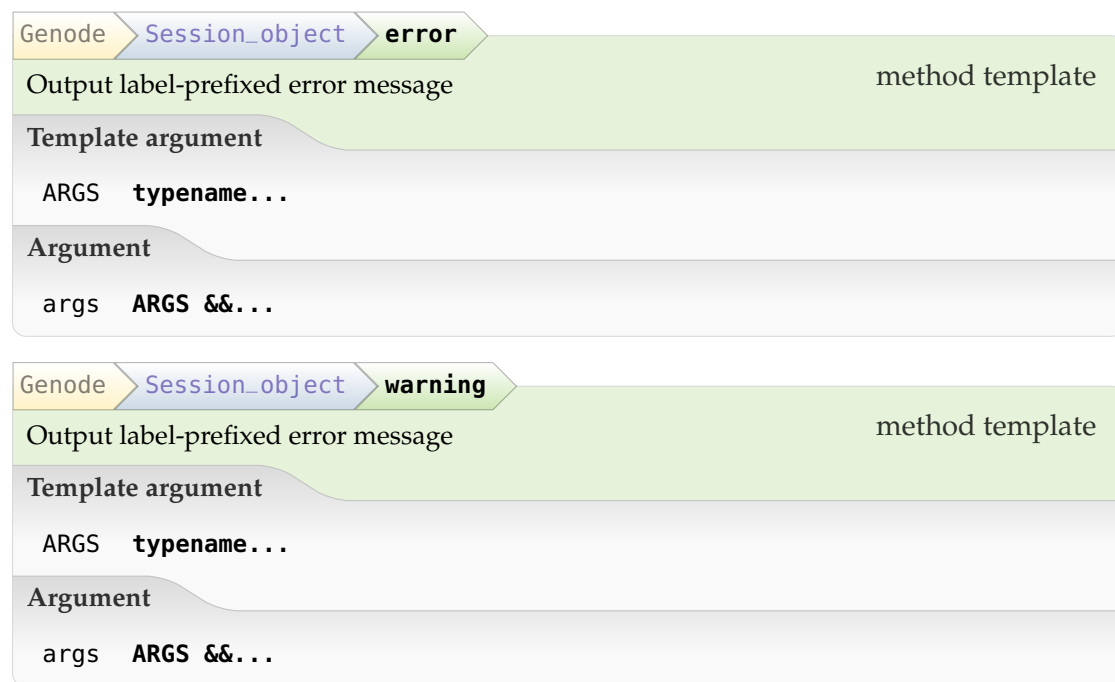 Genode Session_object error
Output label-prefixed error message method template
Template argument
ARGS typename...
Argument
args ARGS &&...
Genode Session_object warning
Output label-prefixed error message method template
Template argument
ARGS typename...
Argument
args ARGS &&...